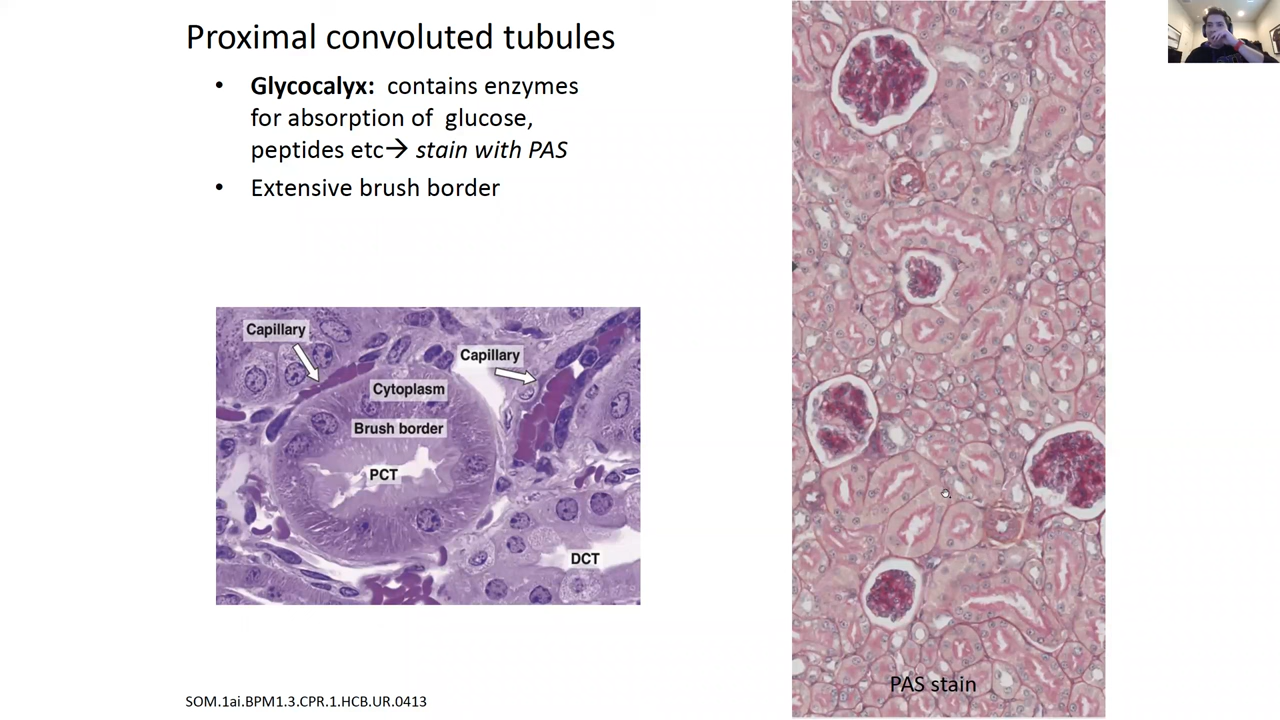 Proximal convoluted tubules
• Glycocalyx: contains enzymes
for absorption of glucose,
peptides etc→ stain with PAS
• Extensive brush border
Capillary
Capillary
Cytoplasm
Brush border
PCT
DCT
PAS stain
SOM.1ai.BPM1.3.CPR.1.HCB.UR.0413